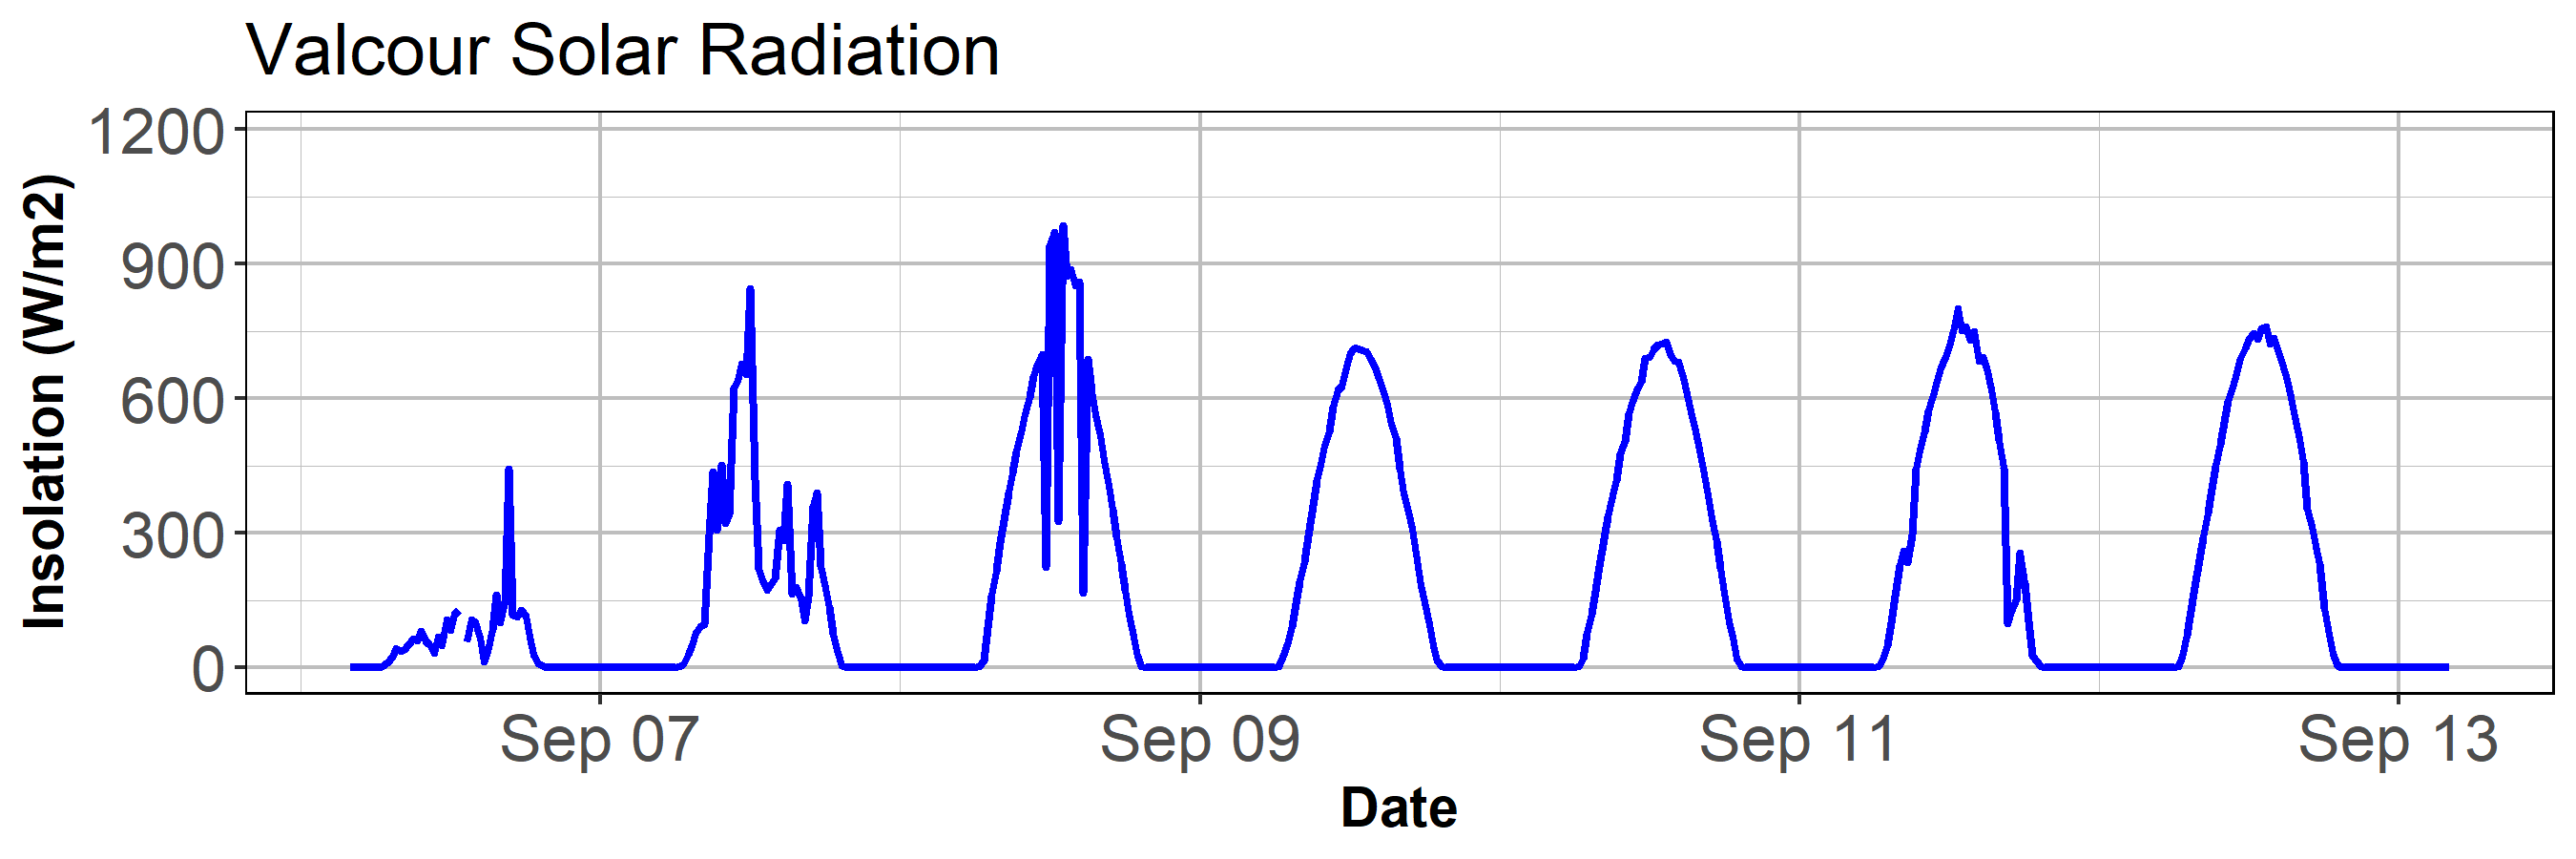 Valcour Solar Radiation
1200
900
600
300
0
Insolation (W/m2)
Sep 07 Sep 09 Sep 11 Sep 13
Date